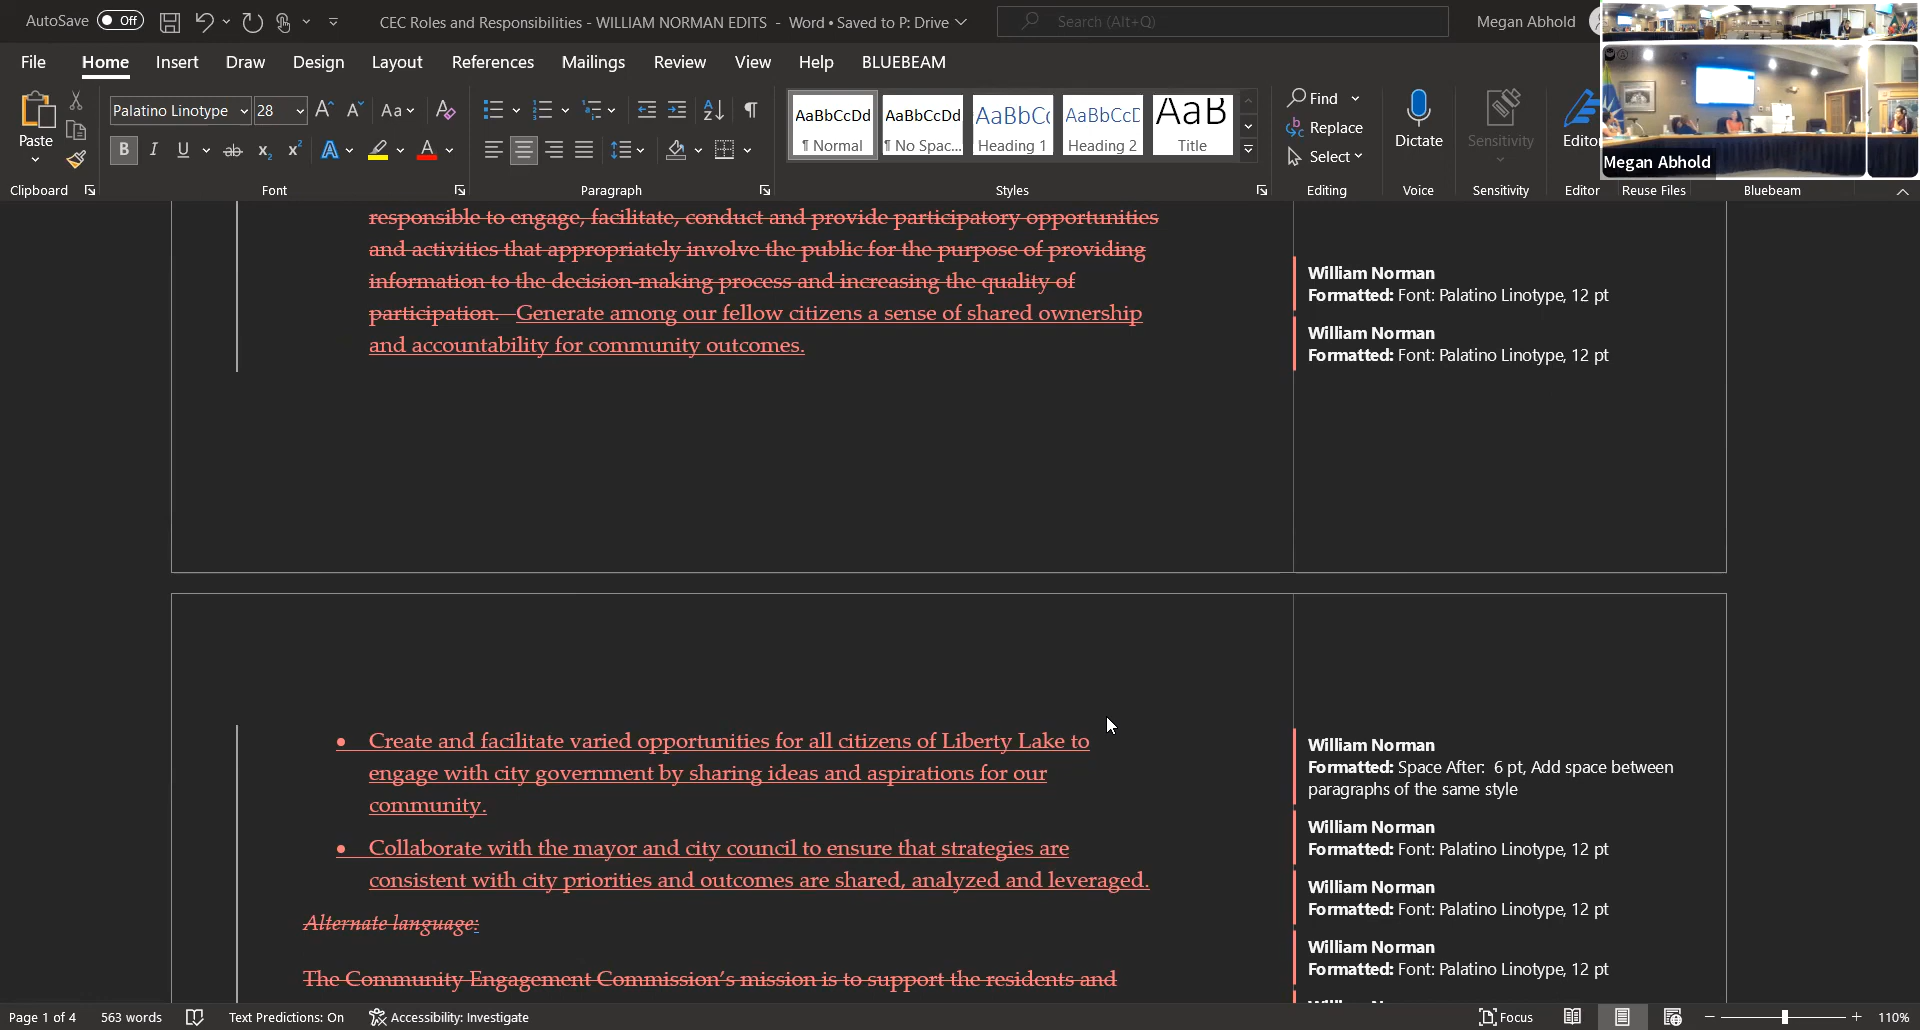 AutoSave Off CEC Roles and Responsibilities - WILLIAM NORMAN EDITS - Word • Saved to P: Drive Search (Alt+Q) Megan Abhold
File Home Insert Draw Design Layout References Mailings Review View Help BLUEBEAM
Paste
Palatino Linotype 28 Aa
AaBbCcDd AaBbCcDd AaBbC AaBbCcE AaB
¶ Normal ¶ No Spac... Heading 1 Heading 2 Title
Find
Replace
Select
Dictate Sensitivity Editor
Megan Abhold
Clipboard Font Paragraph Styles Editing Voice Sensitivity Editor Reuse Files Bluebeam
responsible to engage, facilitate, conduct and provide participatory opportunities
and activities that appropriately involve the public for the purpose of providing
information to the decision-making process and increasing the quality of
participation. Generate among our fellow citizens a sense of shared ownership
and accountability for community outcomes.
William Norman
Formatted: Font: Palatino Linotype, 12 pt
William Norman
Formatted: Font: Palatino Linotype, 12 pt
• Create and facilitate varied opportunities for all citizens of Liberty Lake to
engage with city government by sharing ideas and aspirations for our
community.
• Collaborate with the mayor and city council to ensure that strategies are
consistent with city priorities and outcomes are shared, analyzed and leveraged.
Alternate language:
The Community Engagement Commission's mission is to support the residents and
William Norman
Formatted: Space After: 6 pt, Add space between
paragraphs of the same style
William Norman
Formatted: Font: Palatino Linotype, 12 pt
William Norman
Formatted: Font: Palatino Linotype, 12 pt
William Norman
Formatted: Font: Palatino Linotype, 12 pt
Page 1 of 4 563 words Text Predictions: On Accessibility: Investigate Focus 110%